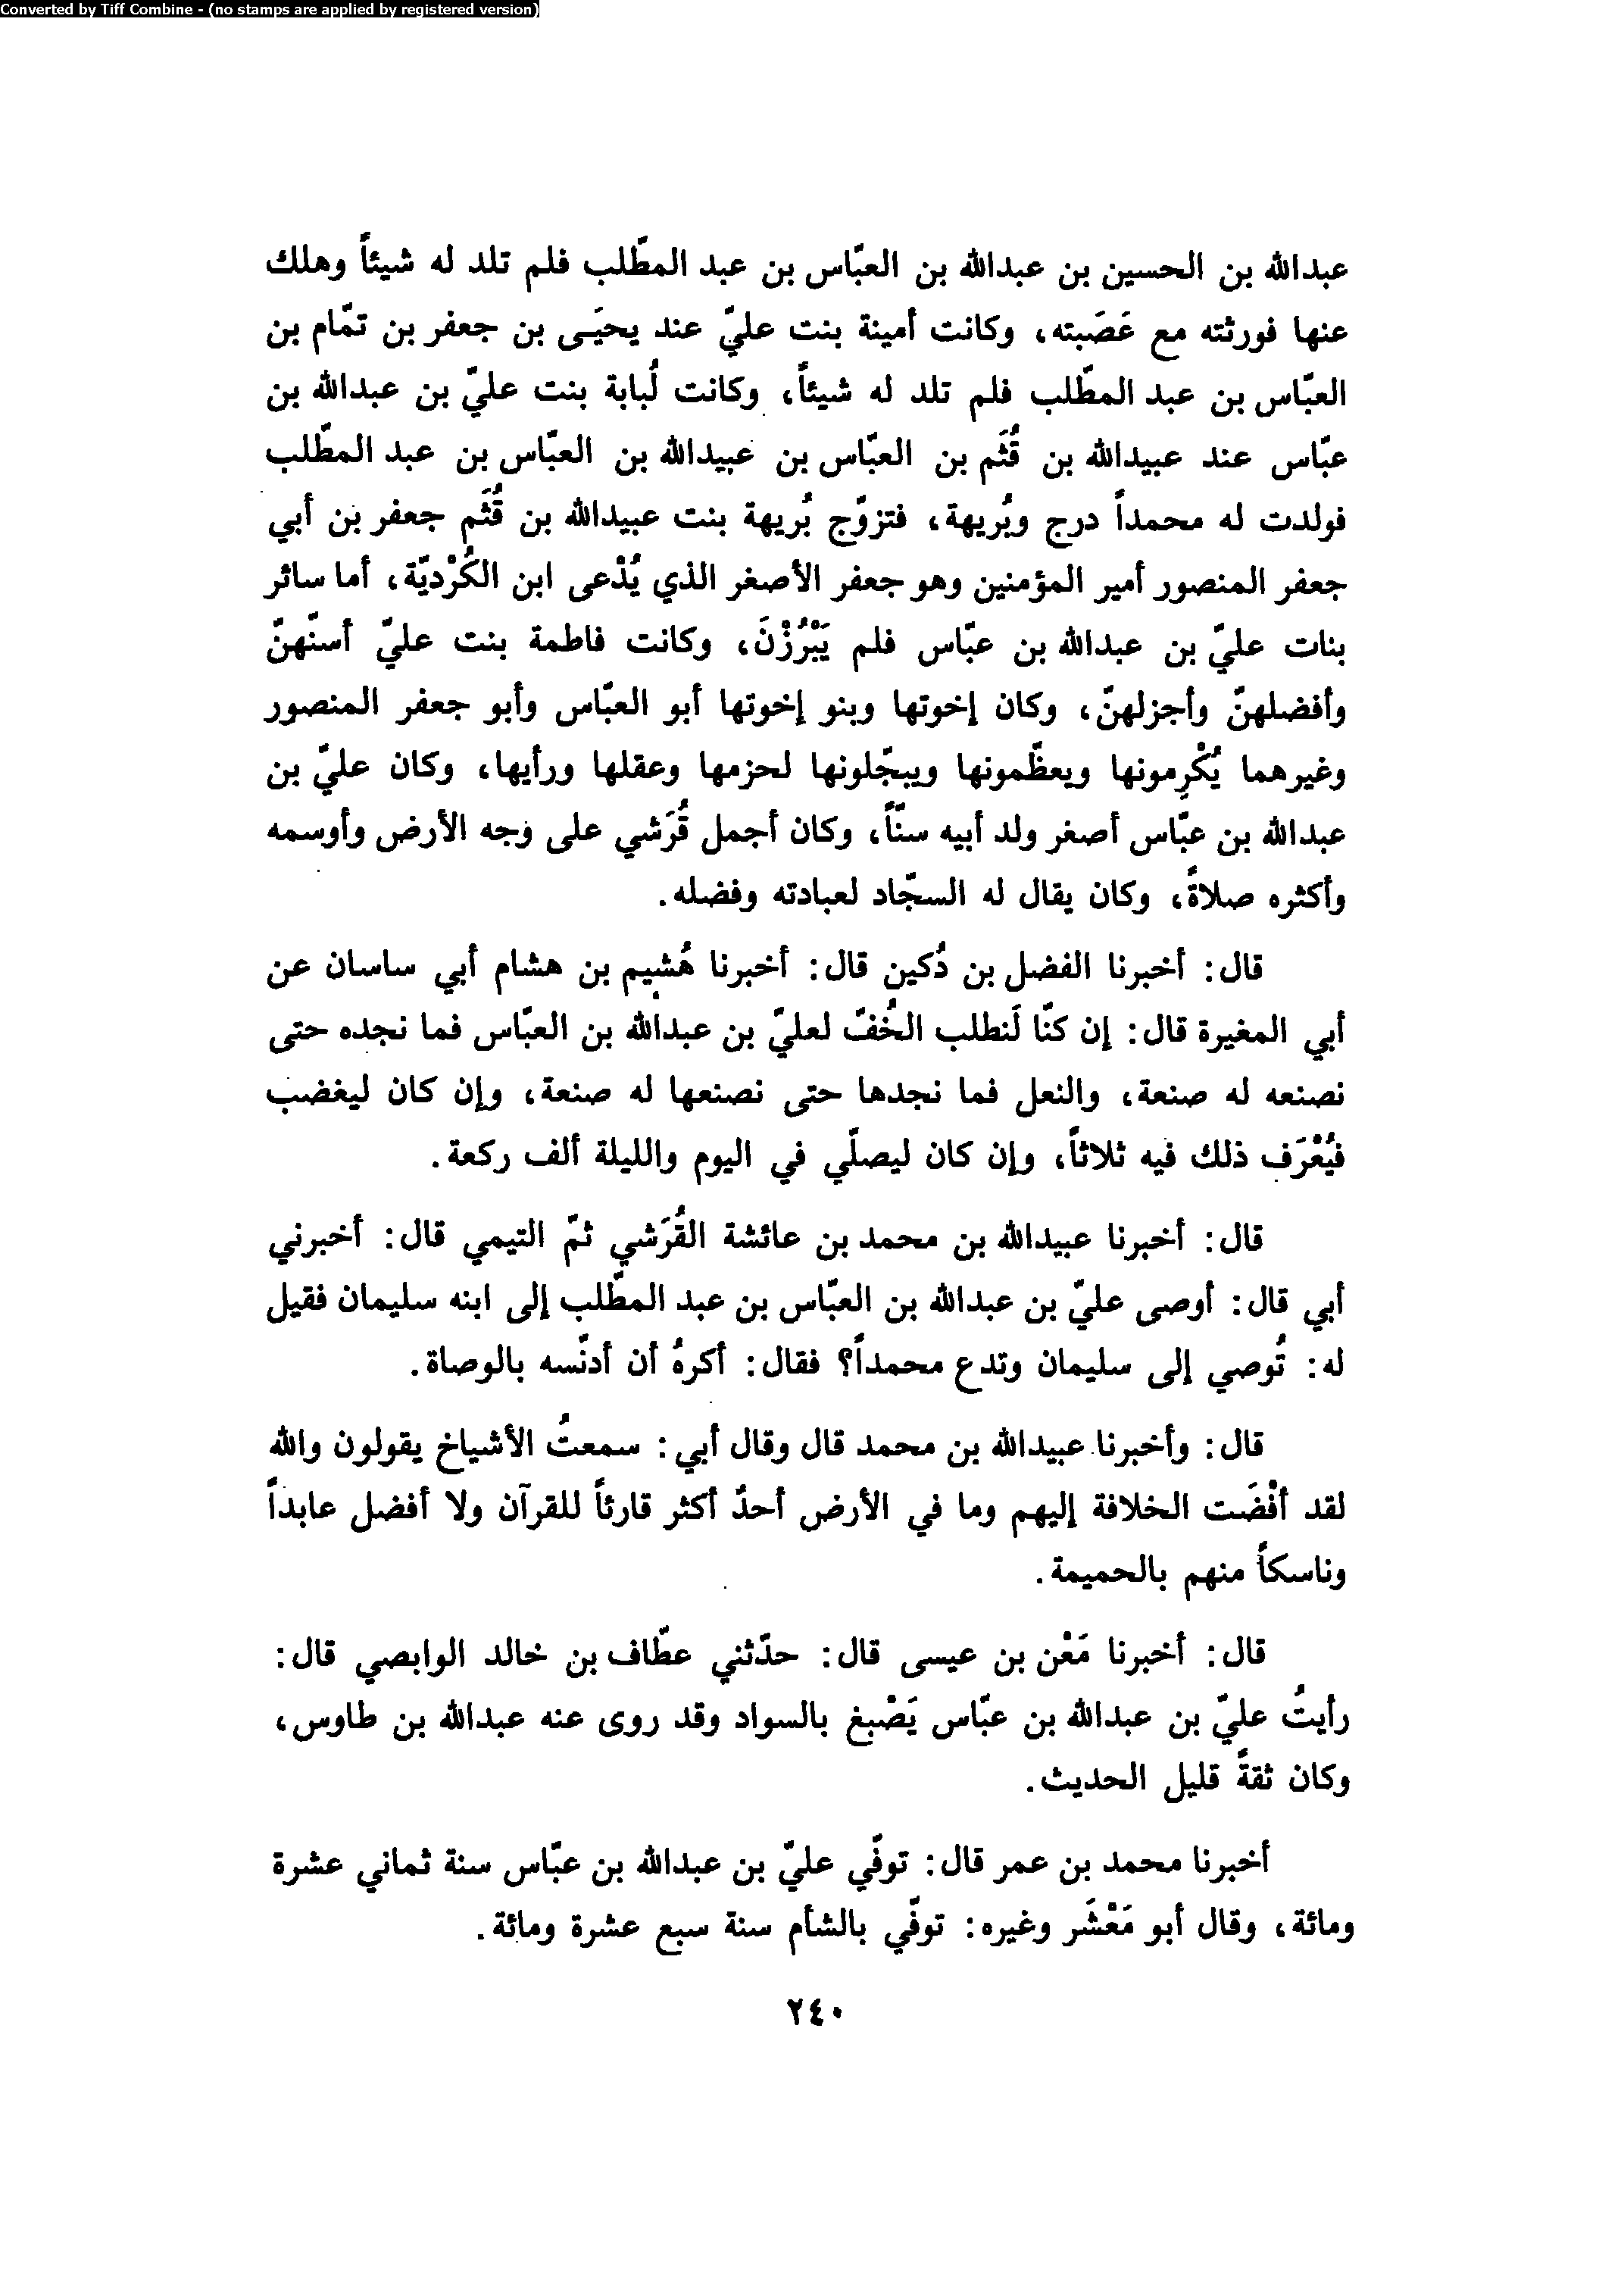 Converted by Tiff Combine - (no stamps are applied by registered version)
عبدالله بن الحسين بن عبدالله بن العبّاس بن عبد المطّلب فلم تلد له شيئاً وهلك
عنها فورثته مع عَصَبته، وكانت أمينة بنت عليّ عند يحيَـى بن جعفر بن تمّام بن
العبّاس بن عبد المطّلب فلم تلد له شيئاً، وكانت لُبابة بنت عليّ بن عبدالله بن
عبّاس عند عبيدالله بن قُثَم بن العبّاس بن عبيدالله بن العبّاس بن عبد المطّلب
فولدت له محمداً درج وبُريهة، فتزوّج بُريهة بنت عبيدالله بن قُثَم جعفر بن أبي
جعفر المنصور أمير المؤمنين وهو جعفر الأصغر الذي يُدْعى ابن الكُرْديّة، أما سائر
بنات عليّ بن عبدالله بن عبّاس فلم يَبْرُزْنَ، وكانت فاطمة بنت عليّ أسنّهنّ
وأفضلهنّ وأجزلهنّ، وكان إخوتها وبنو إخوتها أبو العبّاس وأبو جعفر المنصور
وغيرهما يُكْرِمونها ويعظّمونها ويبجّلونها لحزمها وعقلها ورأيها، وكان عليّ بن
عبدالله بن عبّاس أصغر ولد أبيه سنّاً، وكان أجمل قُرَشي على وجه الأرض وأوسمه
وأكثره صلاةً، وكان يقال له السجّاد لعبادته وفضله.
قال: أخبرنا الفضل بن دُكين قال: أخبرنا هُشيم بن هشام أبي ساسان عن
أبي المغيرة قال: إن كنّا لَنطلب الخُفّ لعليّ بن عبدالله بن العبّاس فما نجده حتى
نصنعه له صنعة، والنعل فما نجدها حتى نصنعها له صنعة، وإن كان ليغضب
فيُعْرَف ذلك فيه ثلاثاً، وإن كان ليصلّي في اليوم والليلة ألف ركعة.
قال: أخبرنا عبيدالله بن محمد بن عائشة القُرَشي ثمّ التيمي قال: أخبرني
أبي قال: أوصى عليّ بن عبدالله بن العبّاس بن عبد المطّلب إلى ابنه سليمان فقيل
له: تُوصي إلى سليمان وتدع محمداً؟ فقال: أكرهُ أن أدنّسه بالوصاة.
قال: وأخبرنا عبيدالله بن محمد قال وقال أبي: سمعتُ الأشياخ يقولون والله
لقد أفْضَت الخلافة إليهم وما في الأرض أحدٌ أكثر قارئاً للقرآن ولا أفضل عابداً
وناسكاً منهم بالحميمة.
قال: أخبرنا مَعْن بن عيسى قال: حدّثني عطّاف بن خالد الوابصي قال:
رأيتُ عليّ بن عبدالله بن عبّاس يَصْبغ بالسواد وقد روى عنه عبدالله بن طاوس،
وكان ثقةً قليل الحديث.
أخبرنا محمد بن عمر قال: توفّي عليّ بن عبدالله بن عبّاس سنة ثماني عشرة
ومائة، وقال أبو مَعْشَر وغيره: توفّي بالشأم سنة سبع عشرة ومائة.
٢٤٠